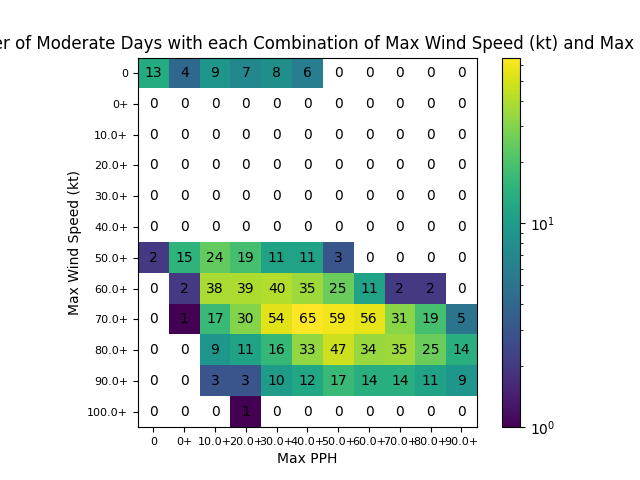 er of Moderate Days with each Combination of Max Wind Speed (kt) and Max
0 13 4 9 7 8 6 0 0 0 0 0
0+ 0 0 0 0 0 0 0 0 0 0 0
10.0+ 0 0 0 0 0 0 0 0 0 0 0
20.0+ 0 0 0 0 0 0 0 0 0 0 0
30.0+ 0 0 0 0 0 0 0 0 0 0 0
40.0+ 0 0 0 0 0 0 0 0 0 0 0
50.0+ 2 15 24 19 11 11 3 0 0 0 0
60.0+ 0 2 38 39 40 35 25 11 2 2 0
70.0+ 0 1 17 30 54 65 59 56 31 19 5
80.0+ 0 0 9 11 16 33 47 34 35 25 14
90.0+ 0 0 3 3 10 12 17 14 14 11 9
100.0+ 0 0 0 1 0 0 0 0 0 0 0
0 0+ 10.0+ 20.0+ 30.0+ 40.0+ 50.0+ 60.0+ 70.0+ 80.0+ 90.0+
Max PPH
Max Wind Speed (kt)
10^1
10^0